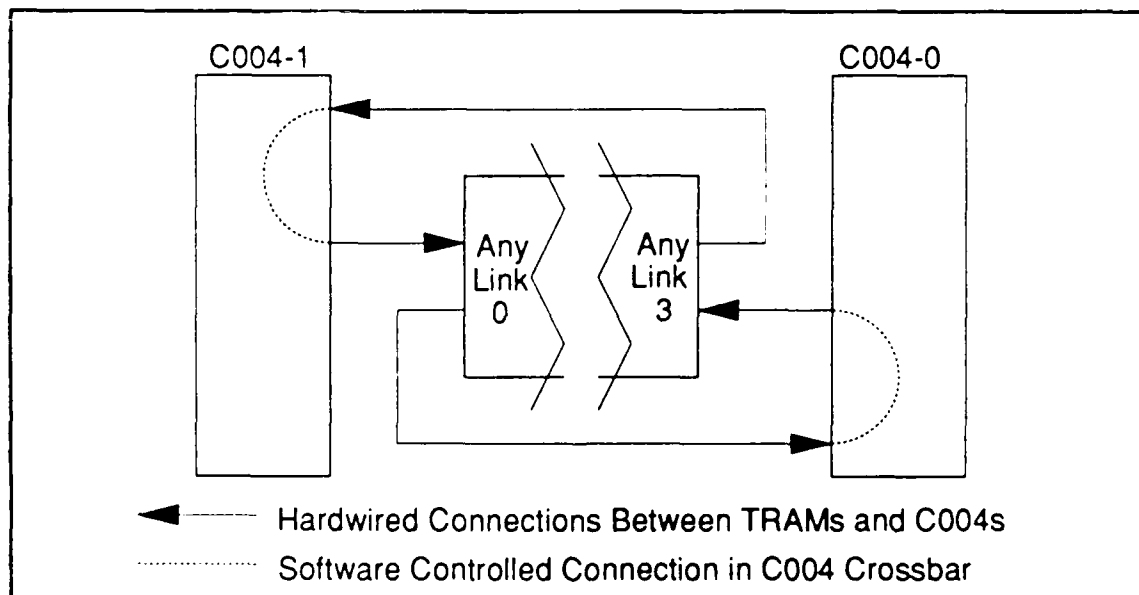 C004-1
C004-0
Any
Link
0
Any
Link
3
Hardwired Connections Between TRAMs and C004s
Software Controlled Connection in C004 Crossbar